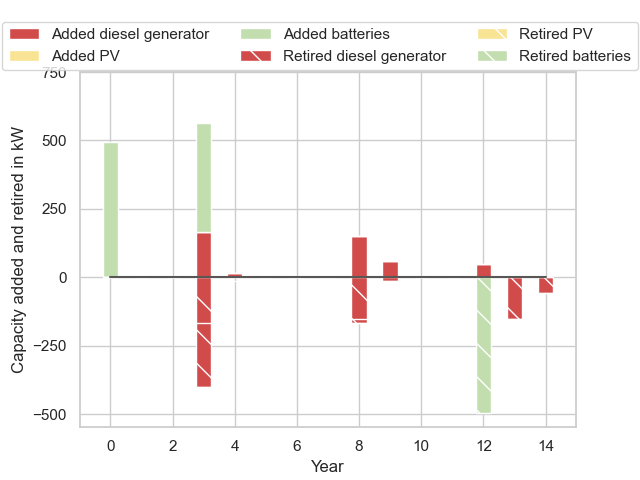 Added diesel generator Added batteries Retired PV
Added PV Retired diesel generator Retired batteries
750
500
250
0
−250
−500
Capacity added and retired in kW
0 2 4 6 8 10 12 14
Year